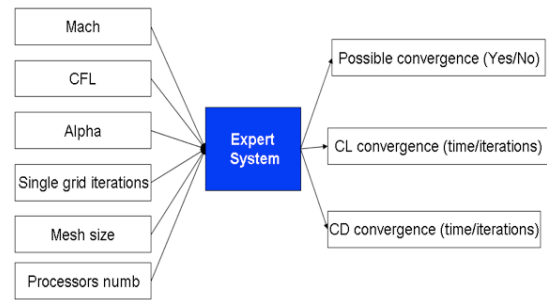 Mach
CFL
Alpha
Single grid iterations
Mesh size
Processors numb
Expert
System
Possible convergence (Yes/No)
CL convergence (time/iterations)
CD convergence (time/iterations)